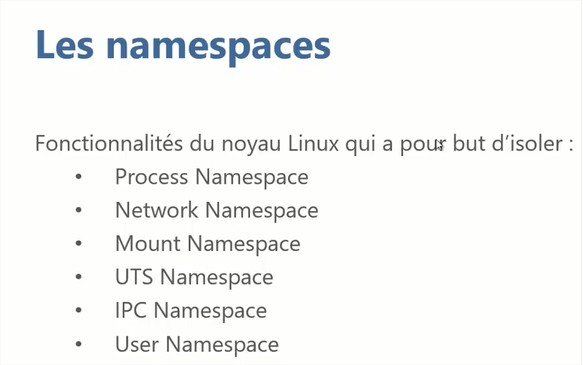 Les namespaces
Fonctionnalités du noyau Linux qui a pour but d'isoler :
• Process Namespace
• Network Namespace
• Mount Namespace
• UTS Namespace
• IPC Namespace
• User Namespace